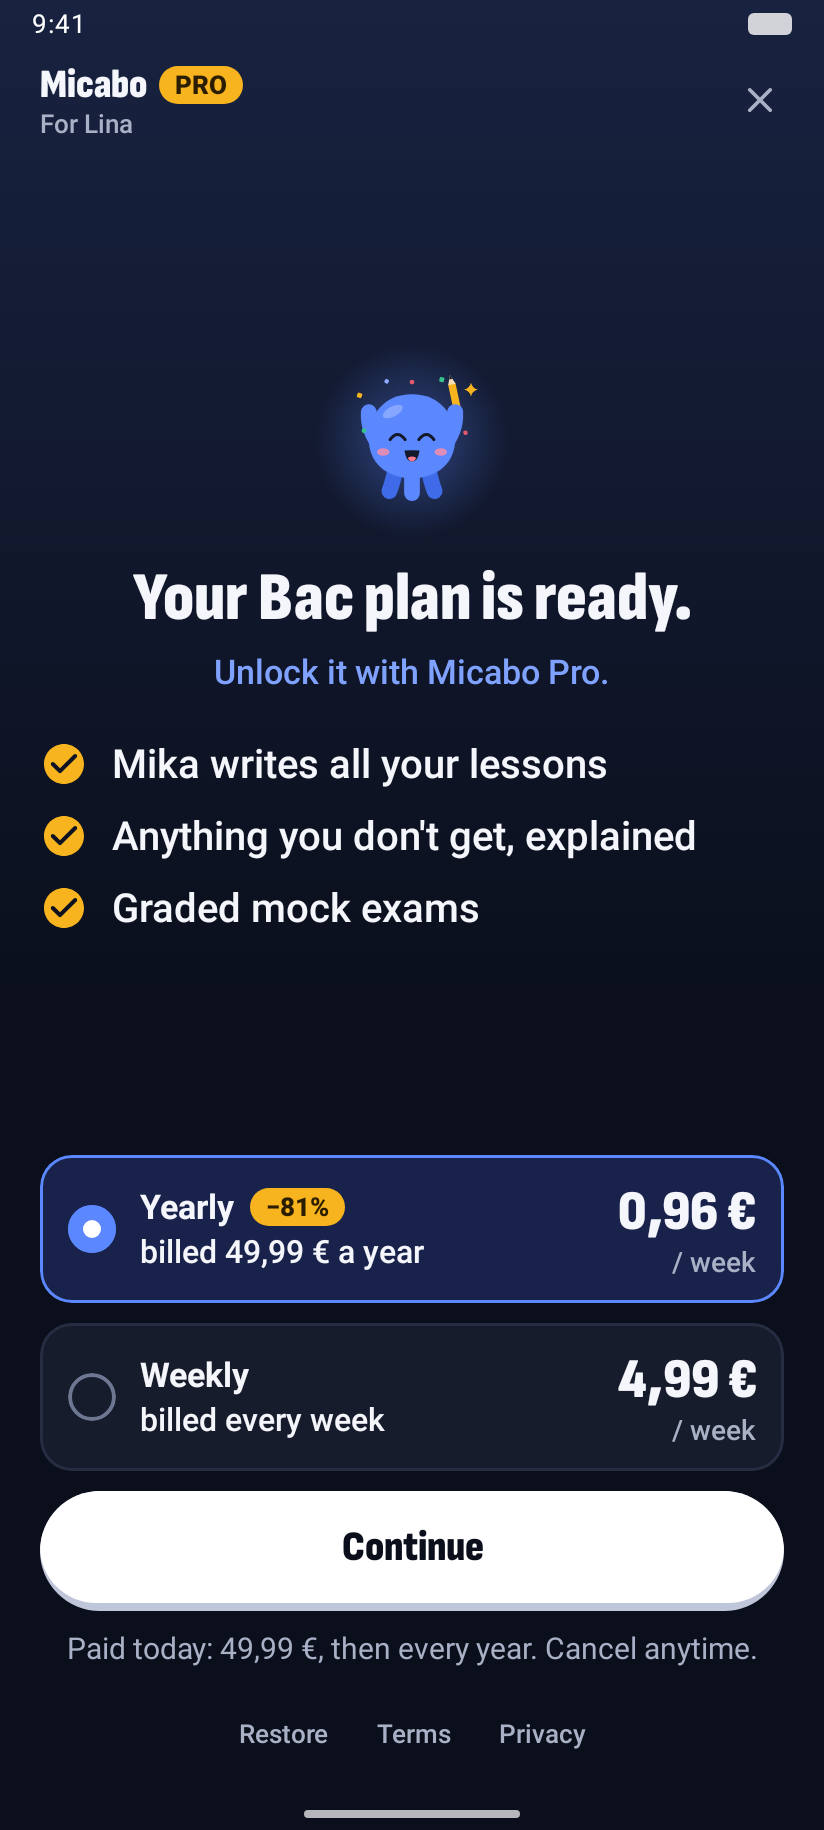 9:41
Micabo PRO
For Lina
Your Bac plan is ready.
Unlock it with Micabo Pro.
Mika writes all your lessons
Anything you don't get, explained
Graded mock exams
Yearly −81% 0,96 €
billed 49,99 € a year / week
Weekly 4,99 €
billed every week / week
Continue
Paid today: 49,99 €, then every year. Cancel anytime.
Restore Terms Privacy